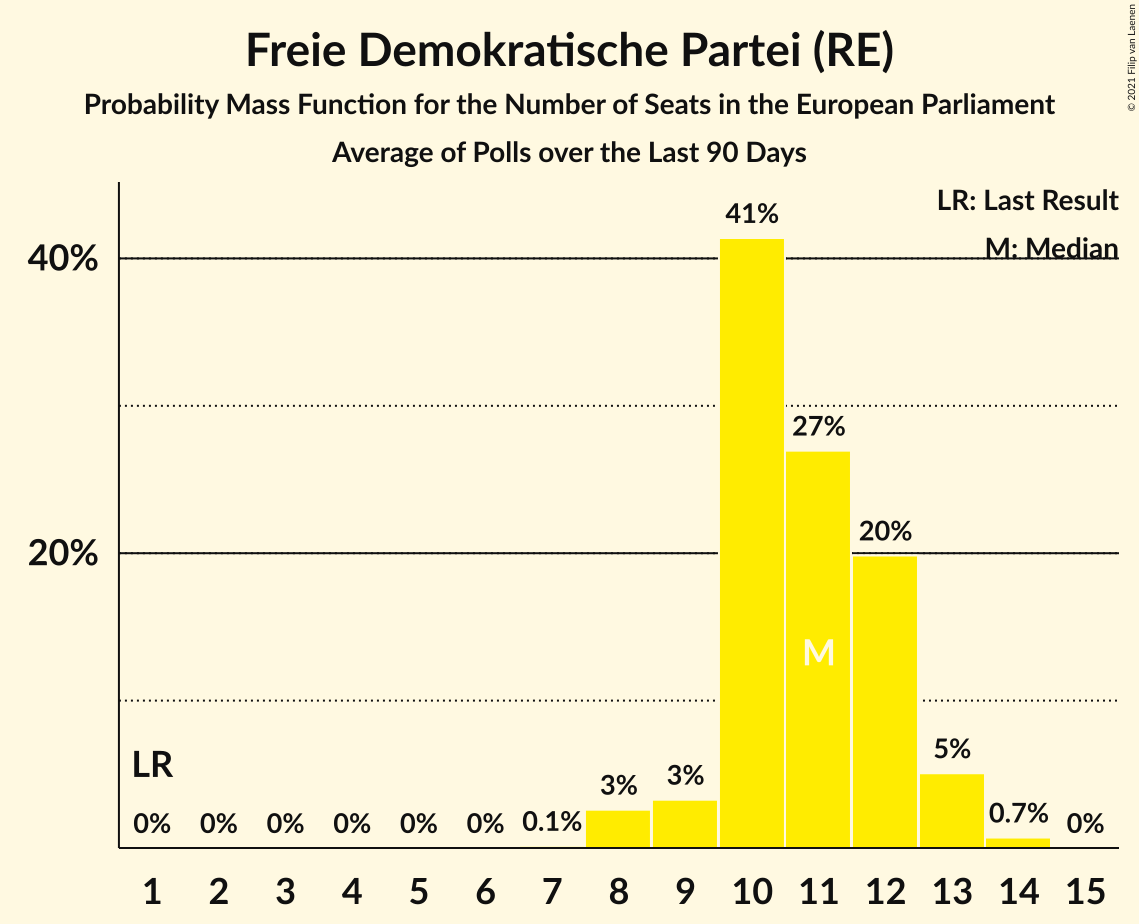 Freie Demokratische Partei (RE)
Probability Mass Function for the Number of Seats in the European Parliament
Average of Polls over the Last 90 Days
© 2021 Filip van Laenen
LR: Last Result
M: Median
40%
20%
41%
27%
20%
M
LR
0%
0%
0%
0%
0%
0%
0.1%
3%
3%
5%
0.7%
0%
1 2 3 4 5 6 7 8 9 10 11 12 13 14 15